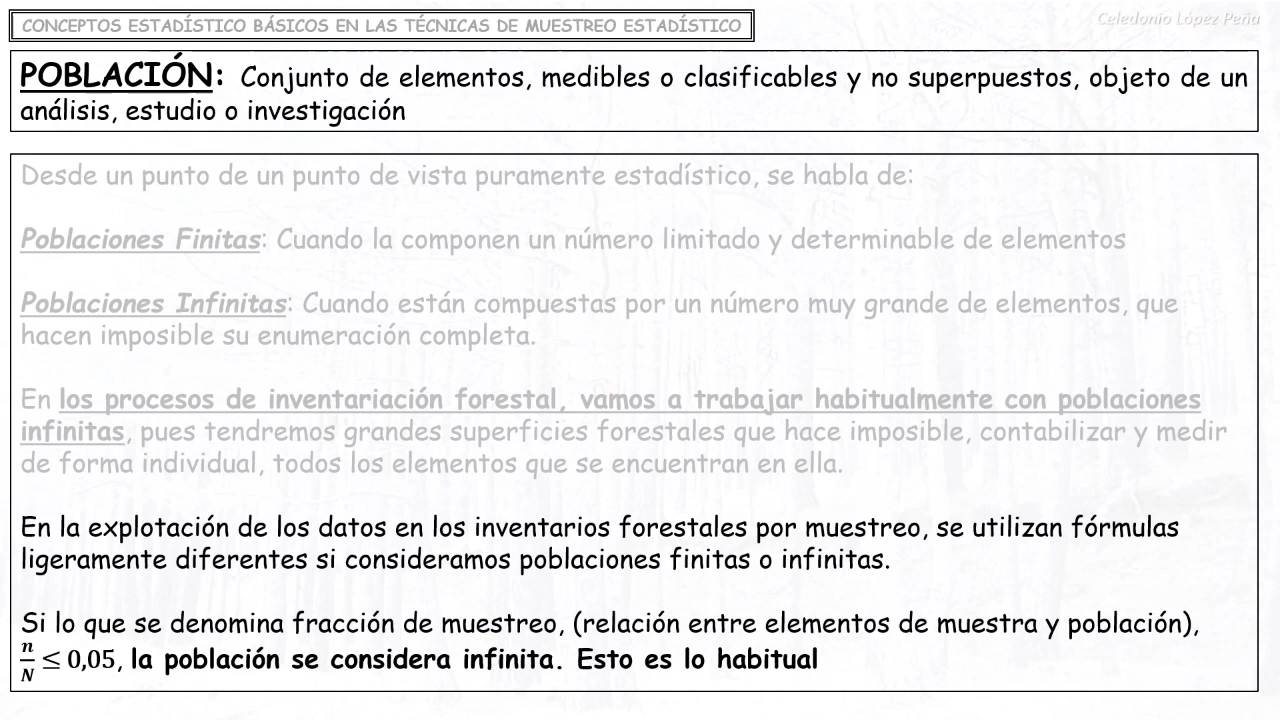 CONCEPTOS ESTADÍSTICO BÁSICOS EN LAS TÉCNICAS DE MUESTREO ESTADÍSTICO
Celedonio López Peña
POBLACIÓN: Conjunto de elementos, medibles o clasificables y no superpuestos, objeto de un
análisis, estudio o investigación
Desde un punto de un punto de vista puramente estadístico, se habla de:
Poblaciones Finitas: Cuando la componen un número limitado y determinable de elementos
Poblaciones Infinitas: Cuando están compuestas por un número muy grande de elementos, que
hacen imposible su enumeración completa.
En los procesos de inventariación forestal, vamos a trabajar habitualmente con poblaciones
infinitas, pues tendremos grandes superficies forestales que hace imposible, contabilizar y medir
de forma individual, todos los elementos que se encuentran en ella.
En la explotación de los datos en los inventarios forestales por muestreo, se utilizan fórmulas
ligeramente diferentes si consideramos poblaciones finitas o infinitas.
Si lo que se denomina fracción de muestreo, (relación entre elementos de muestra y población),
n/N ≤ 0,05, la población se considera infinita. Esto es lo habitual